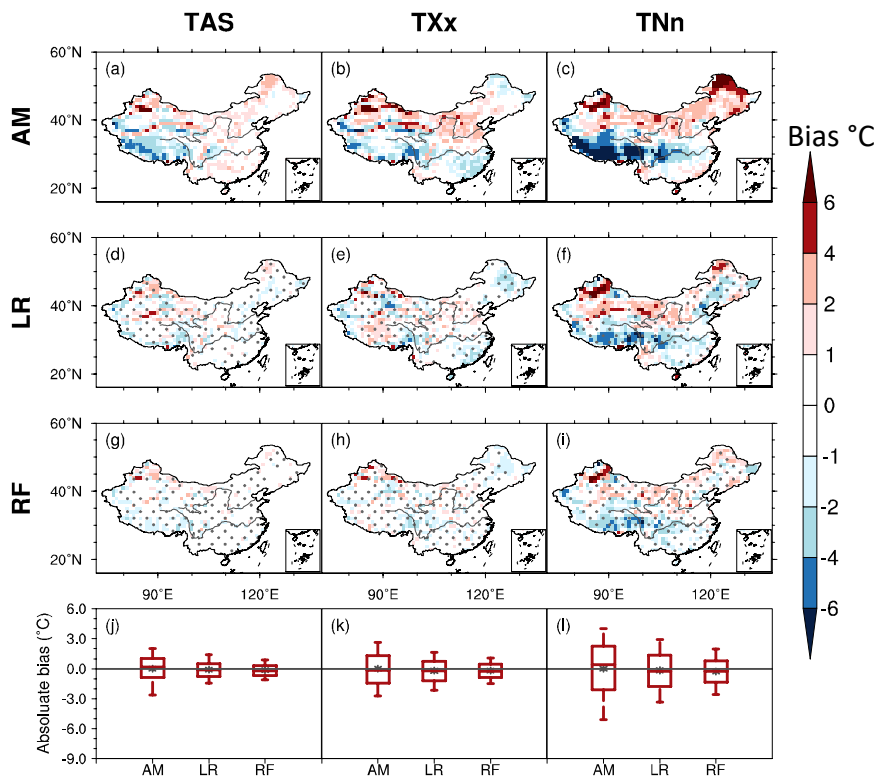 TAS TXx TNn
60°N (a) (b) (c)
AM
40°N
20°N
Bias °C
60°N (d) (e) (f)
LR
40°N
20°N
60°N (g) (h) (i)
RF
40°N
20°N
6
4
2
1
0
-1
-2
-4
-6
90°E 120°E 90°E 120°E 90°E 120°E
Absoluate bias (°C)
6.0 (j) (k) (l)
3.0
0.0
-3.0
-6.0
-9.0
AM LR RF AM LR RF AM LR RF